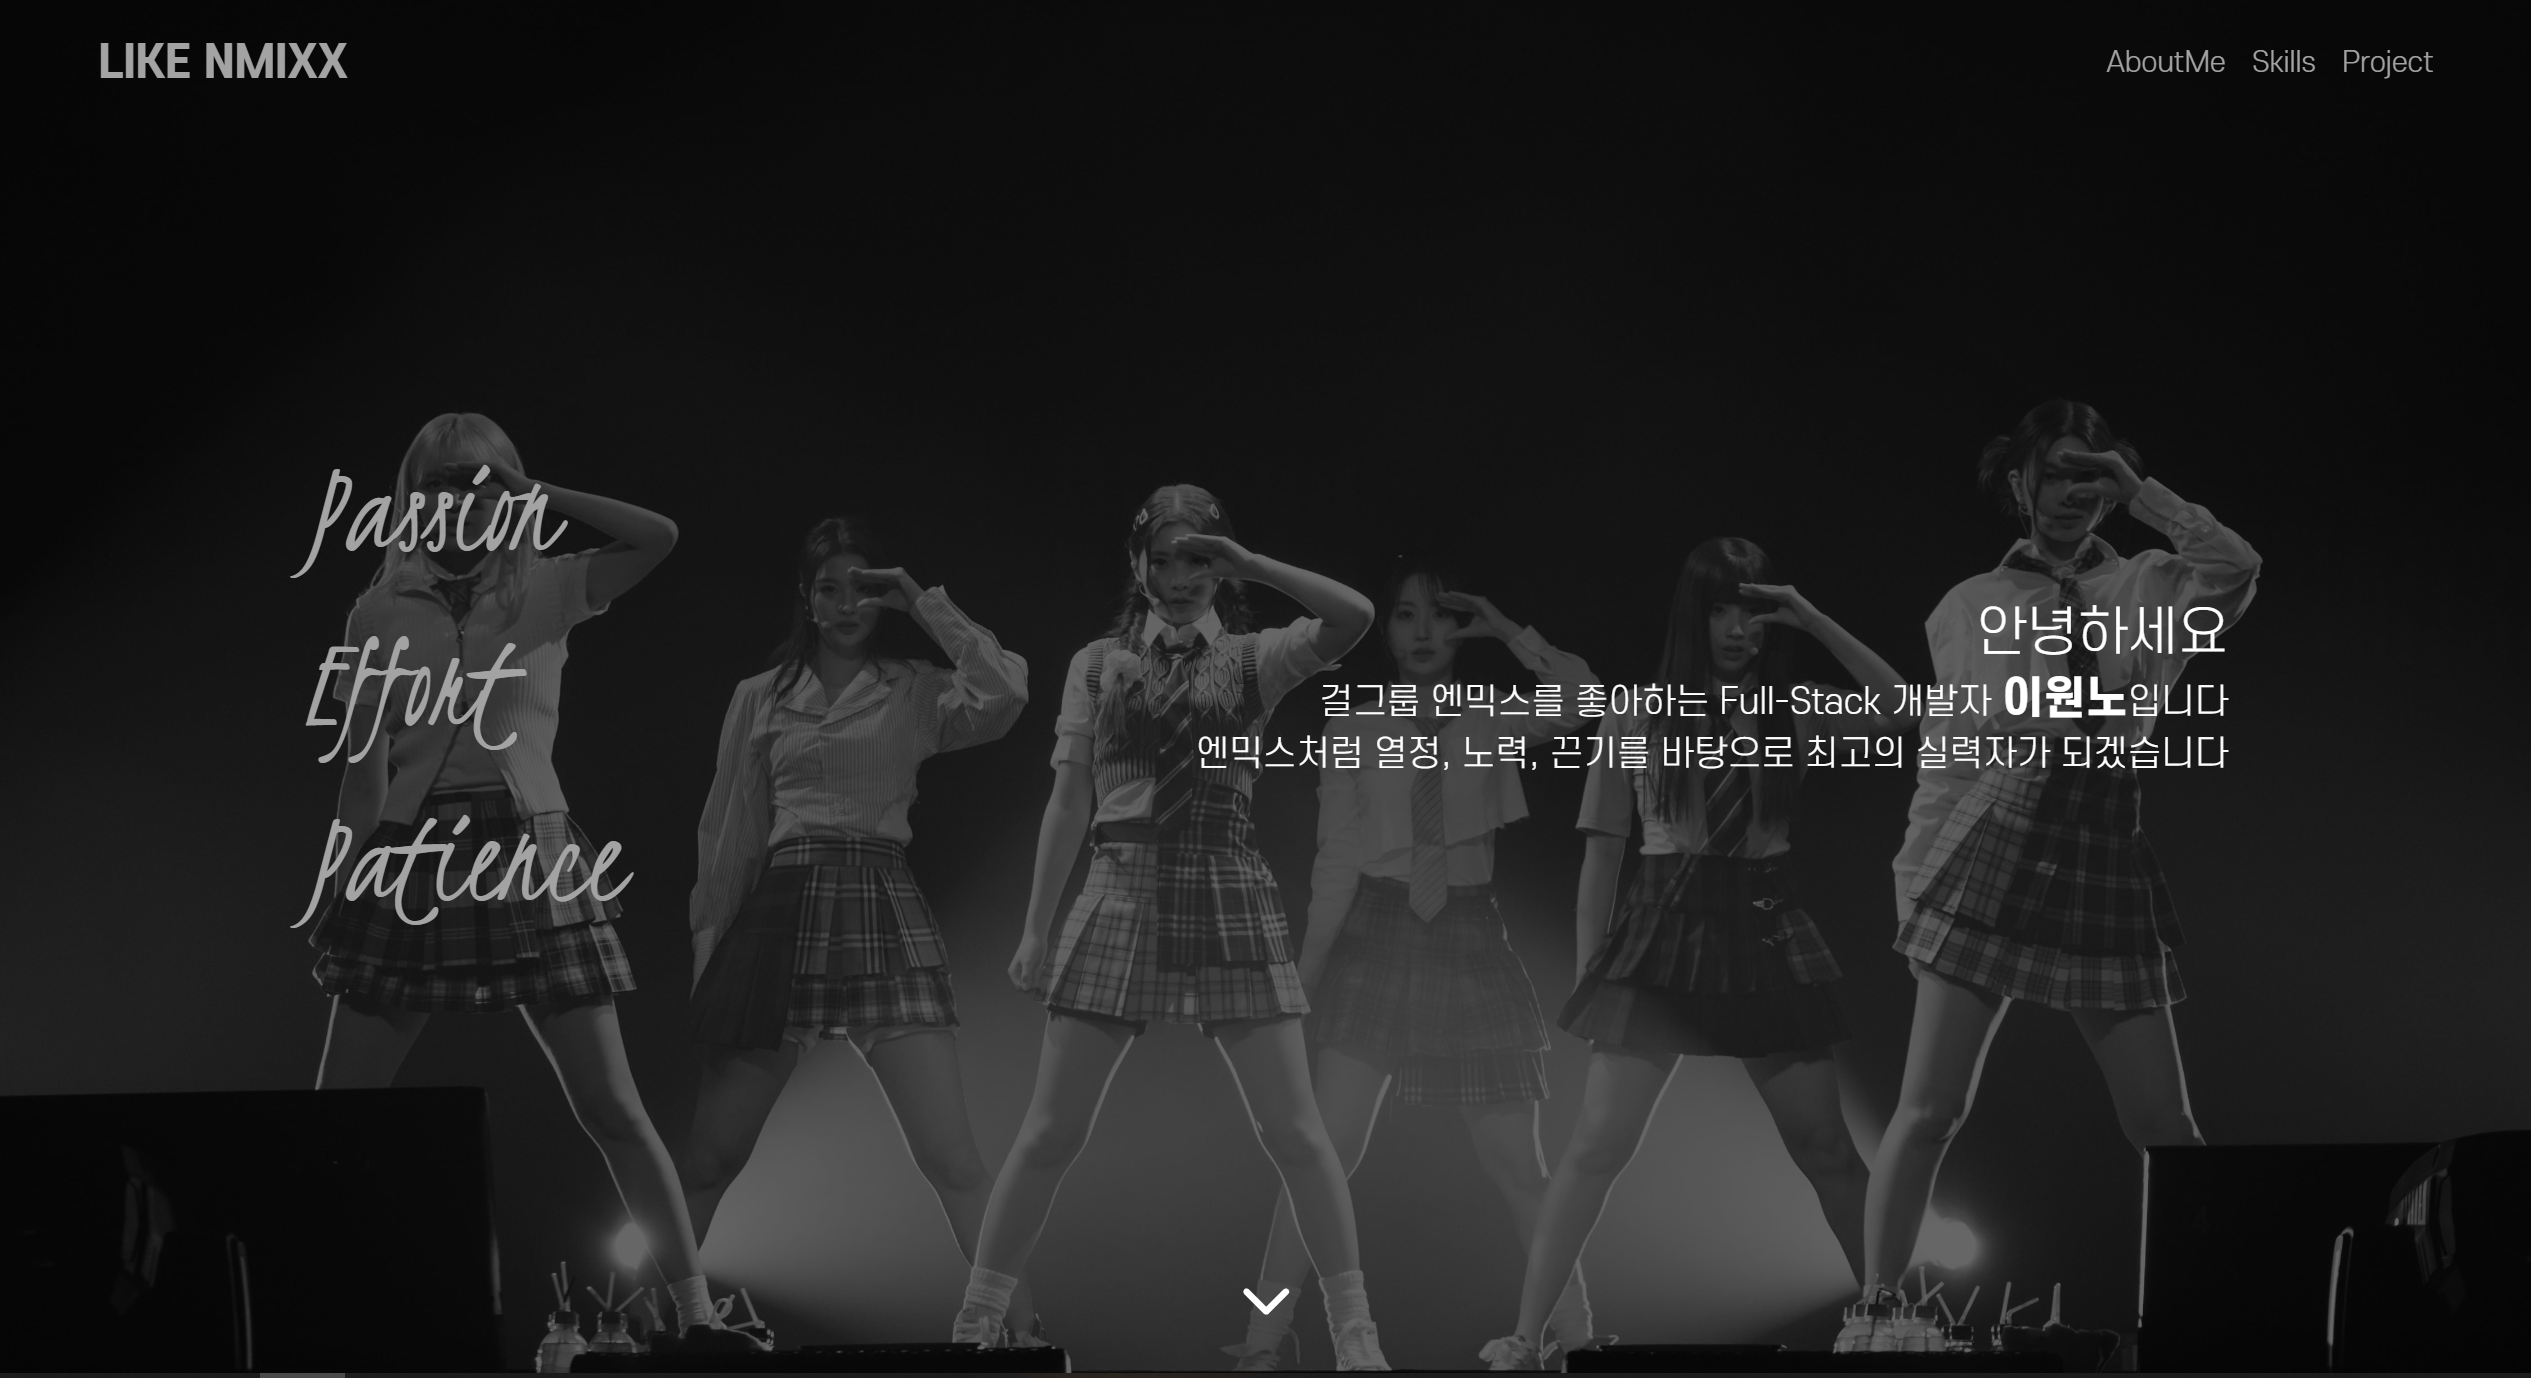 LIKE NMIXX
AboutMe Skills Project
Passion
Effort
Patience
안녕하세요
걸그룹 엔믹스를 좋아하는 Full-Stack 개발자 이원노입니다
엔믹스처럼 열정, 노력, 끈기를 바탕으로 최고의 실력자가 되겠습니다